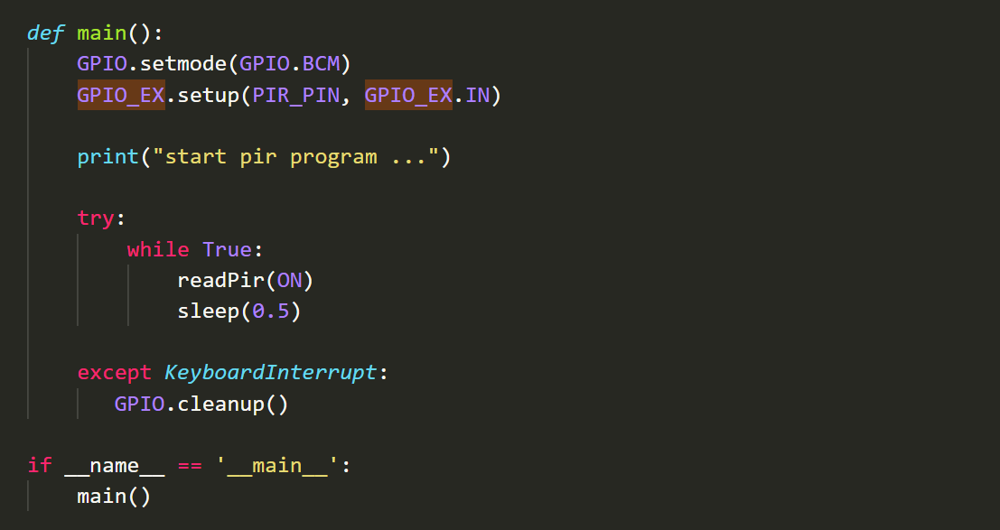 def main():
    GPIO.setmode(GPIO.BCM)
    GPIO_EX.setup(PIR_PIN, GPIO_EX.IN)
    print("start pir program ...")
    try:
        while True:
            readPir(ON)
            sleep(0.5)
    except KeyboardInterrupt:
       GPIO.cleanup()
if __name__ == '__main__':
    main()